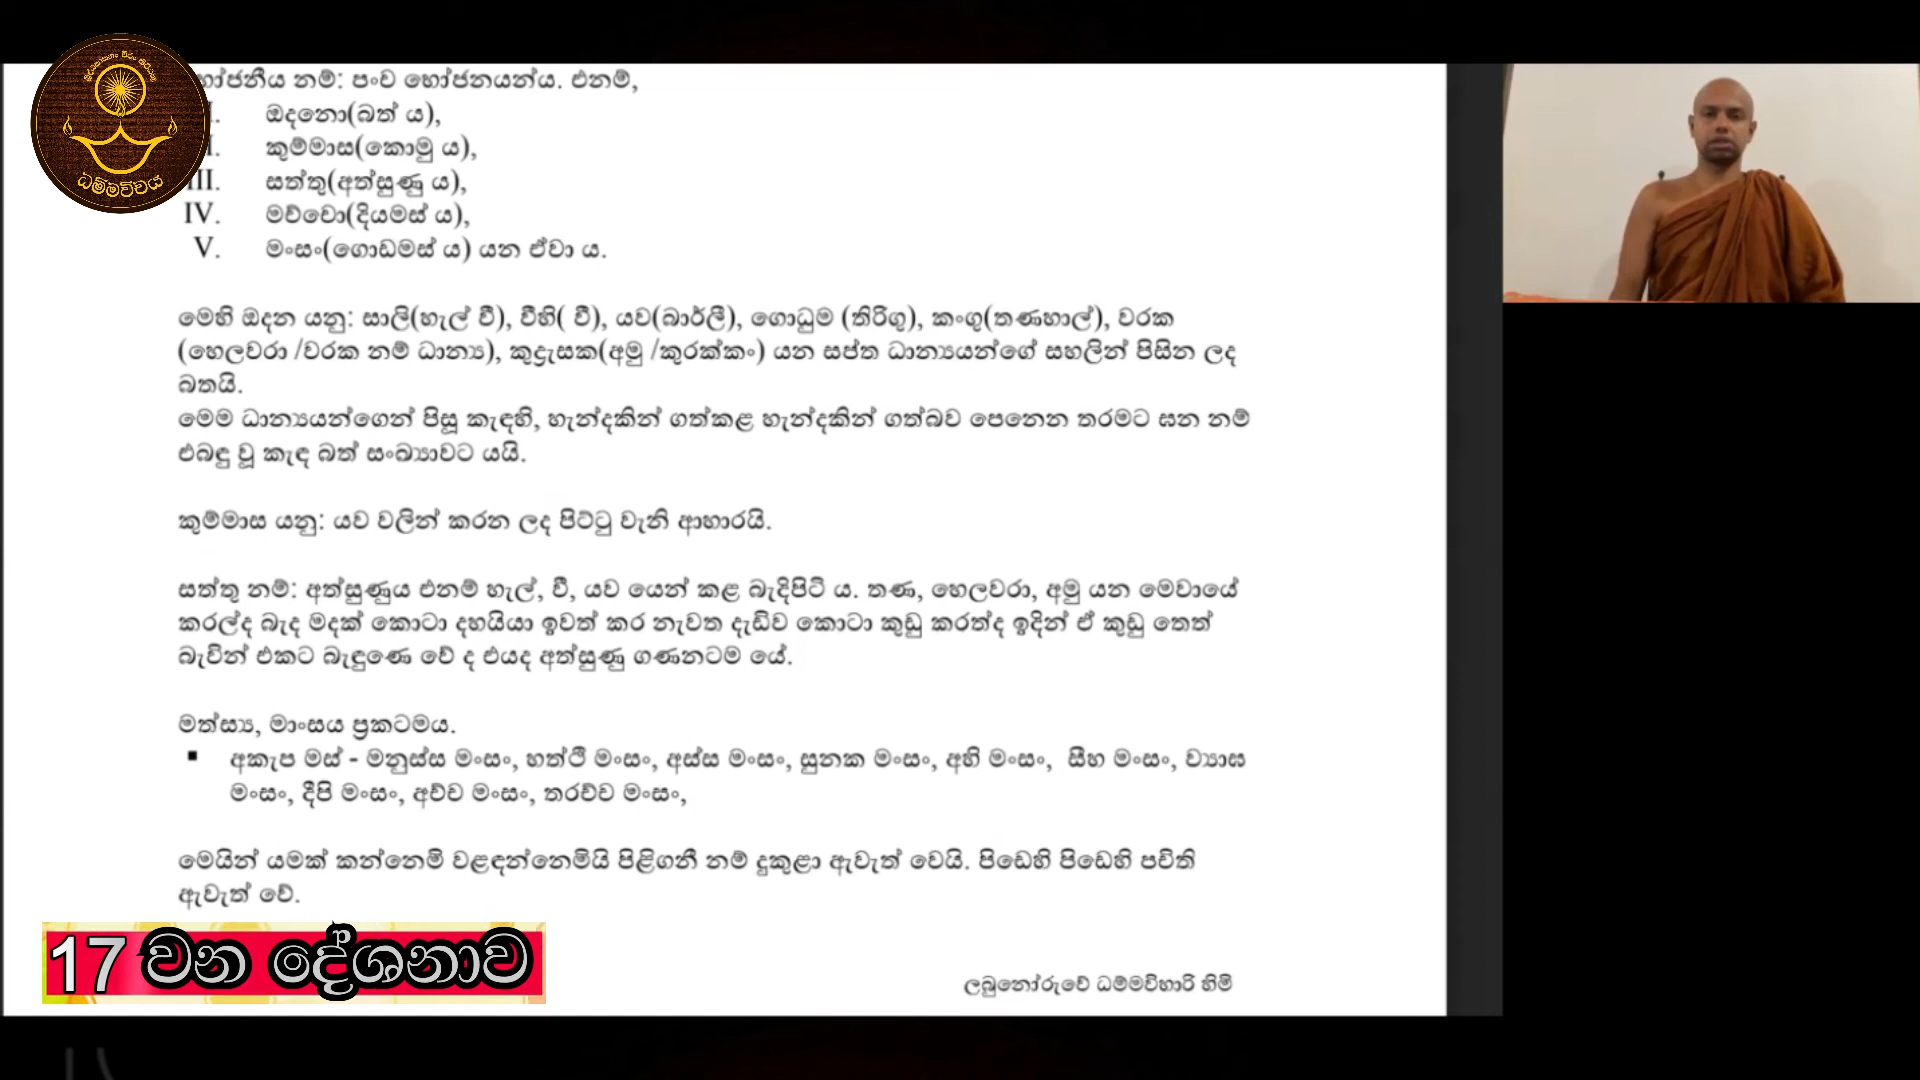 භෝජනීය නම්: පංච භෝජනයන්ය. එනම්,
ඔදනො(බත් ය),
කුම්මාස(කොමු ය),
III. සත්තු(අත්සුණු ය),
IV. මච්චො(දියමස් ය),
V. මංසං(ගොඩමස් ය) යන ඒවා ය.
මෙහි ඔදන යනු: සාලි(හැල් වී), වීහි( වී), යව(බාර්ලී), ගොධුම (තිරිගු), කංගු(තණහාල්), වරක
(හෙලවරා /වරක නම් ධාන්‍ය), කුද්‍රැසක(අමු /කුරක්කං) යන සප්ත ධාන්‍යයන්ගේ සහලින් පිසින ලද
බතයි.
මෙම ධාන්‍යයන්ගෙන් පිසූ කැඳහි, හැන්දකින් ගත්කළ හැන්දකින් ගත්බව පෙනෙන තරමට ඝන නම්
එබඳු වූ කැඳ බත් සංඛ්‍යාවට යයි.
කුම්මාස යනු: යව වලින් කරන ලද පිට්ටු වැනි ආහාරයි.
සත්තු නම්: අත්සුණුය එනම් හැල්, වී, යව යෙන් කළ බැදිපිටි ය. තණ, හෙලවරා, අමු යන මෙවායේ
කරල්ද බැද මදක් කොටා දහයියා ඉවත් කර නැවත දැඩිව කොටා කුඩු කරත්ද ඉදින් ඒ කුඩු තෙත්
බැවින් එකට බැඳුණෙ වේ ද එයද අත්සුණු ගණනටම යේ.
මත්ස්‍ය, මාංසය ප්‍රකටමය.
▪ අකැප මස් - මනුස්ස මංසං, හත්ථී මංසං, අස්ස මංසං, සුනක මංසං, අහි මංසං, සීහ මංසං, ව්‍යාඝ
මංසං, දීපි මංසං, අච්ච මංසං, තරච්ච මංසං,
මෙයින් යමක් කන්නෙමි වළඳන්නෙමියි පිළිගනී නම් දුකුළා ඇවැත් වෙයි. පිඩෙහි පිඩෙහි පචිති
ඇවැත් වේ.
17 වන දේශනාව
ලබුනෝරුවේ ධම්මවිහාරී හිමි
ධම්මවිචය